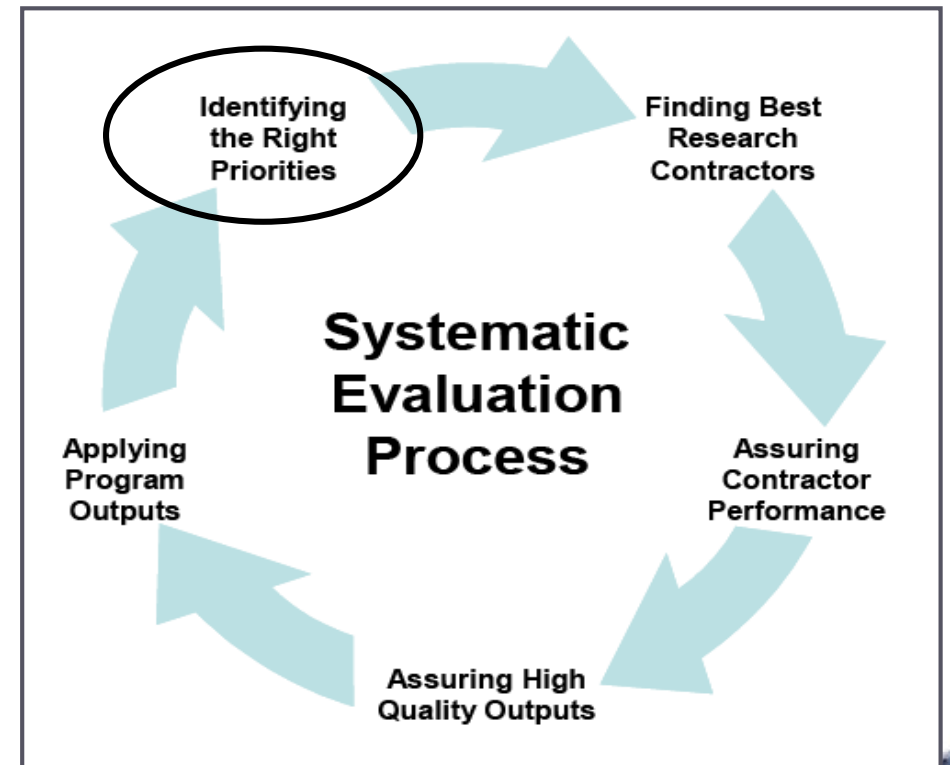 Identifying
the Right
Priorities
Finding Best
Research
Contractors
Systematic
Evaluation
Process
Applying
Program
Outputs
Assuring
Contractor
Performance
Assuring High
Quality Outputs